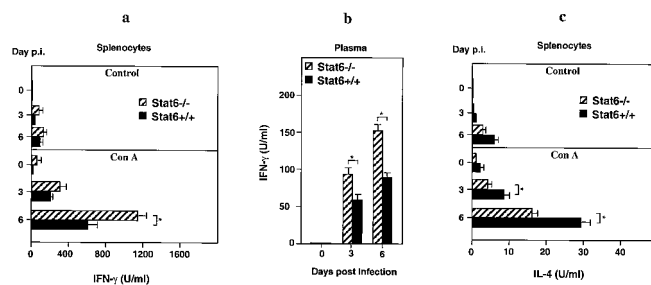 a
Day p.i.
Splenocytes
Control
0
3
6
Stat6-/-
Stat6+/+
Con A
0
3
6
0 400 800 1200 2000
IFN-γ (U/ml)
b
Plasma
Stat6-/-
Stat6+/+
200
150
100
50
0
IFN-γ (U/ml)
*
*
0 3 6
Days post infection
c
Day p.i.
Splenocytes
Control
0
3
6
Stat6-/-
Stat6+/+
Con A
0
3
6
*
*
*
0 10 20 30 40
IL-4 (U/ml)